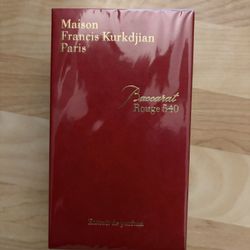 Maison
Francis Kurkdjian
Paris
Baccarat
Rouge 540
Extrait de parfum